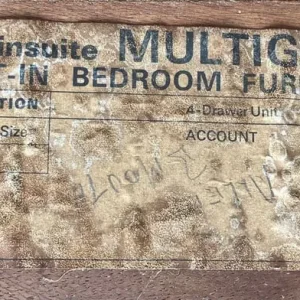 insuite MULTIG
-IN BEDROOM FUR
TION 4-Drawer Unit
Size ACCOUNT